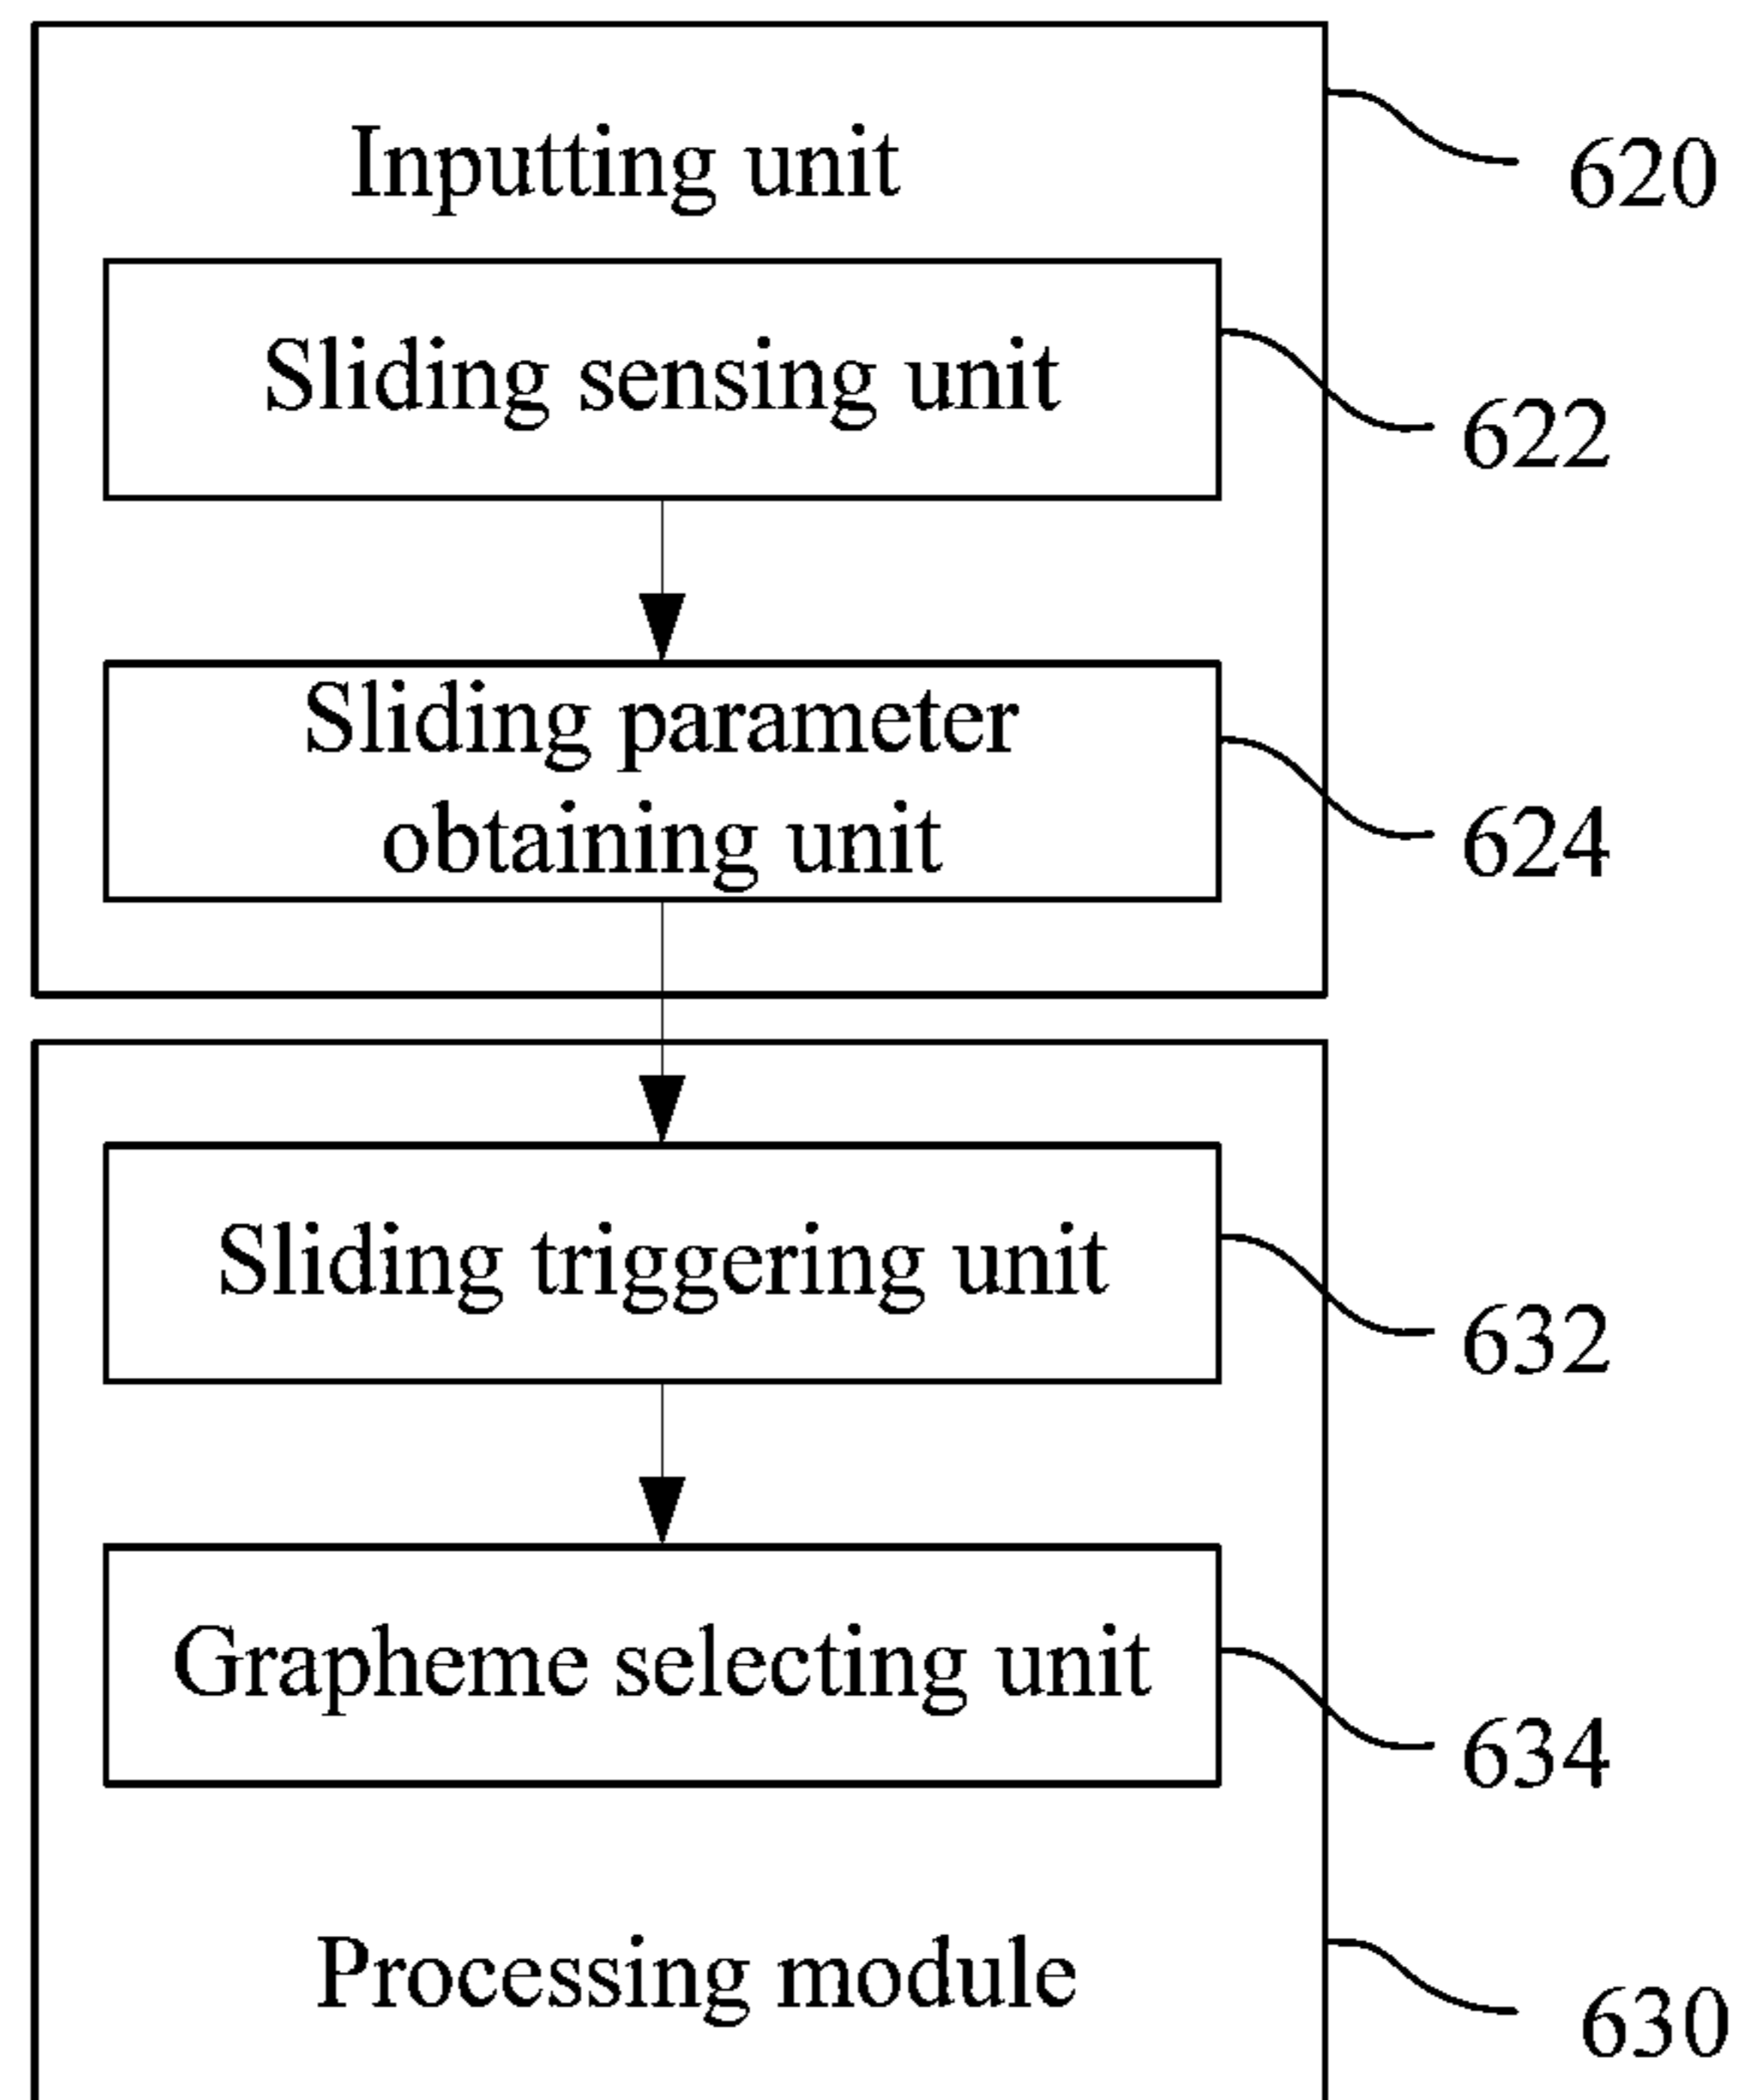 Inputting unit
620
Sliding sensing unit
622
Sliding parameter
obtaining unit
624
Sliding triggering unit
632
Grapheme selecting unit
634
Processing module
630